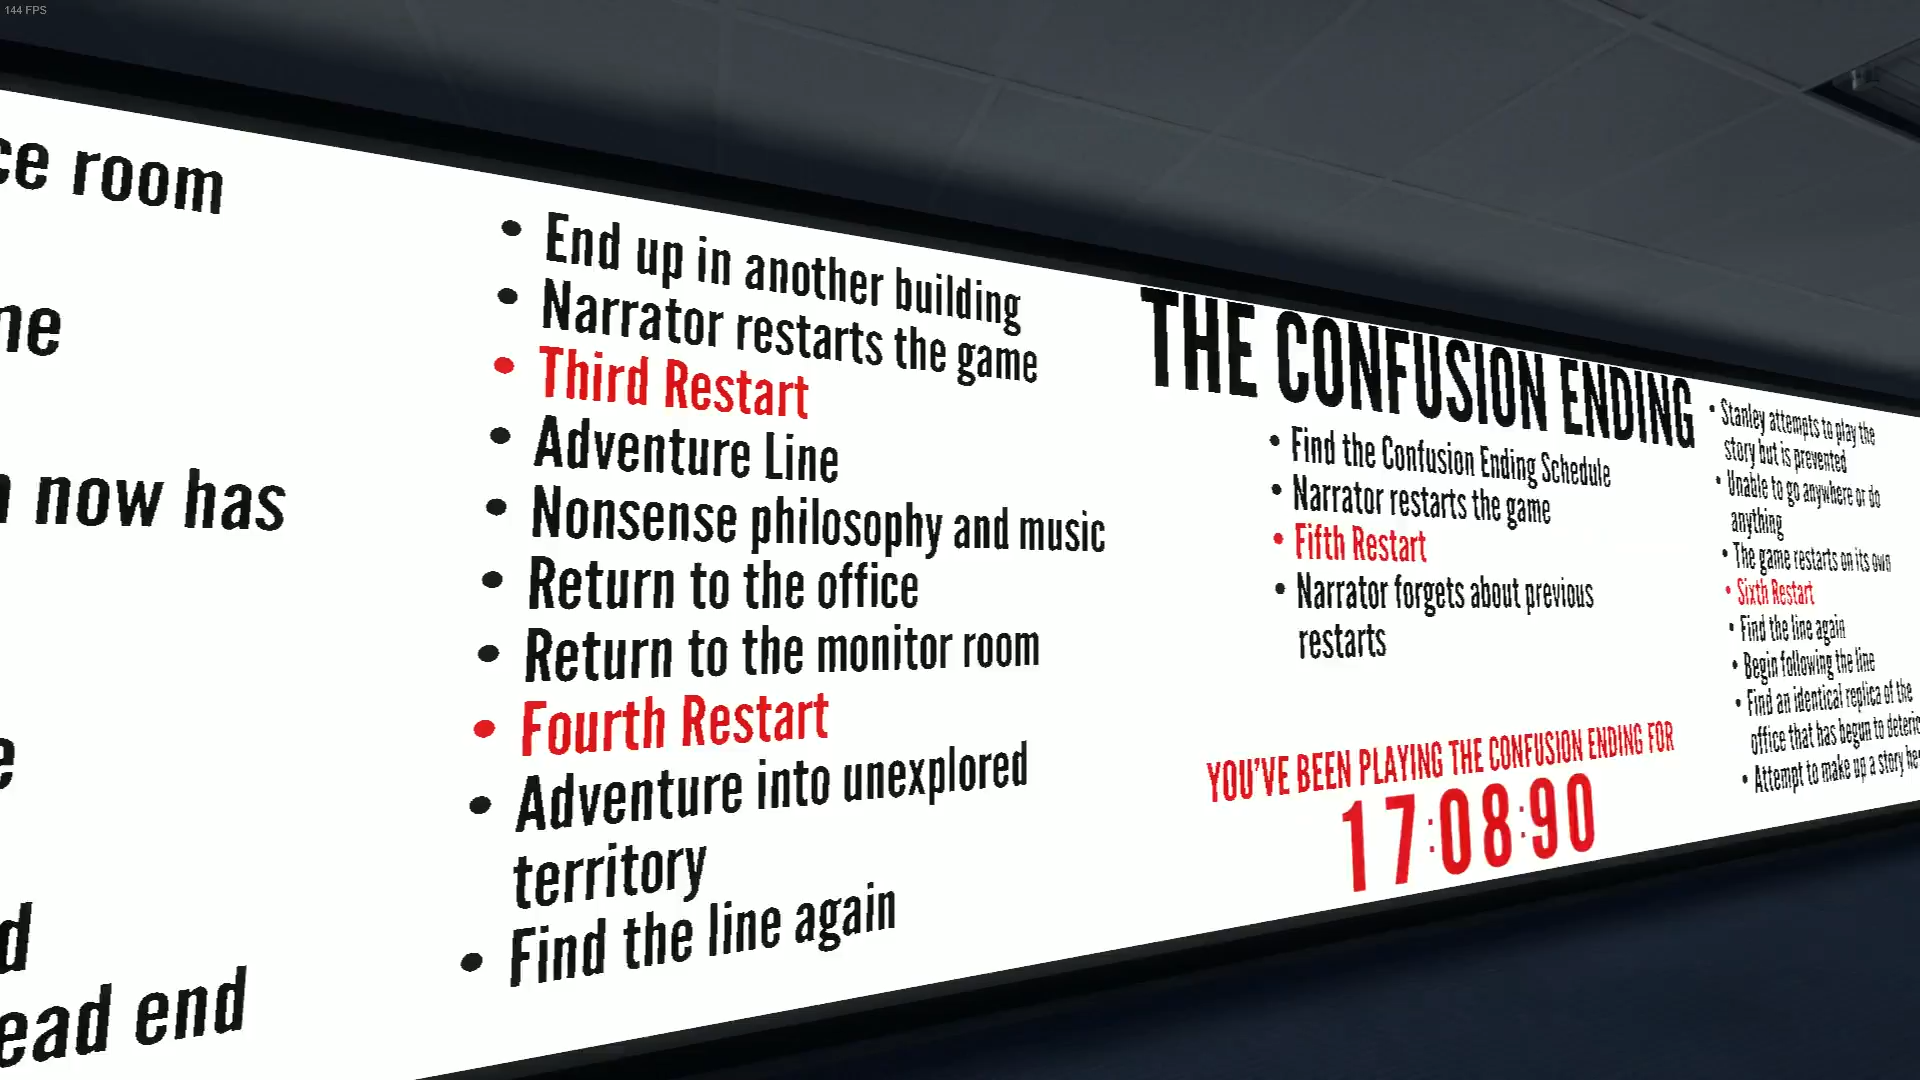 144 FPS
ce room
ne
now has
e
d
ead end
End up in another building
Narrator restarts the game
Third Restart
Adventure Line
Nonsense philosophy and music
Return to the office
Return to the monitor room
Fourth Restart
Adventure into unexplored
territory
Find the line again
THE CONFUSION ENDING
Find the Confusion Ending Schedule
Narrator restarts the game
Fifth Restart
Narrator forgets about previous
restarts
YOU'VE BEEN PLAYING THE CONFUSION ENDING FOR
17:08:90
Stanley attempts to play the
story but is prevented
Unable to go anywhere or do
anything
The game restarts on its own
Sixth Restart
Find the line again
Begin following the line
Find an identical replica of the
office that has begun to deterio
Attempt to make up a story he